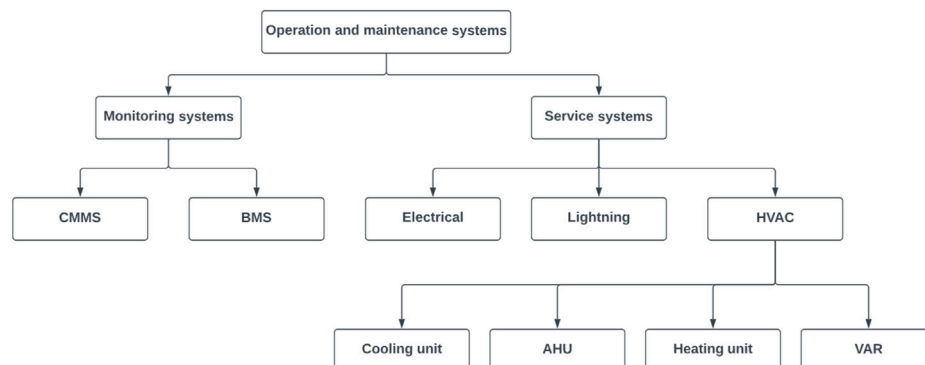 Operation and maintenance systems
Monitoring systems
Service systems
CMMS
BMS
Electrical
Lightning
HVAC
Cooling unit
AHU
Heating unit
VAR